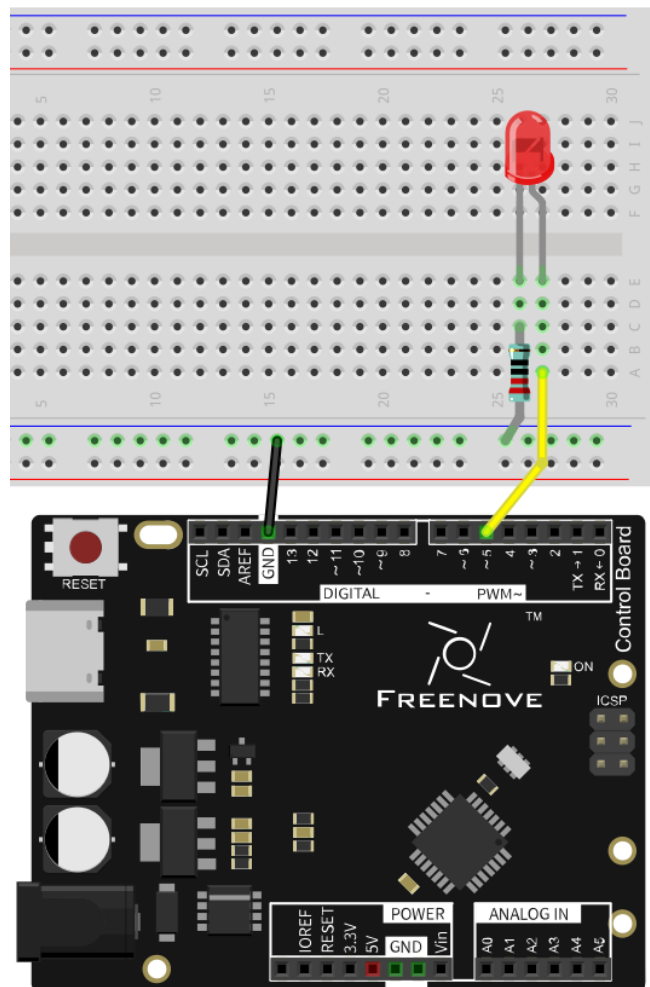 5 10 15 20 25 30
J
I
H
G
F
E
D
C
B
A
5 10 15 20 25 30
RESET
SCL SDA AREF GND 13 12 ~11 ~10 ~9 8 7 ~6 ~5 4 ~3 2 TX→1 RX←0
DIGITAL - PWM~
TM
Control Board
L
TX
RX
ON
FREENOVE
ICSP
POWER ANALOG IN
IOREF RESET 3.3V 5V GND Vin A0 A1 A2 A3 A4 A5